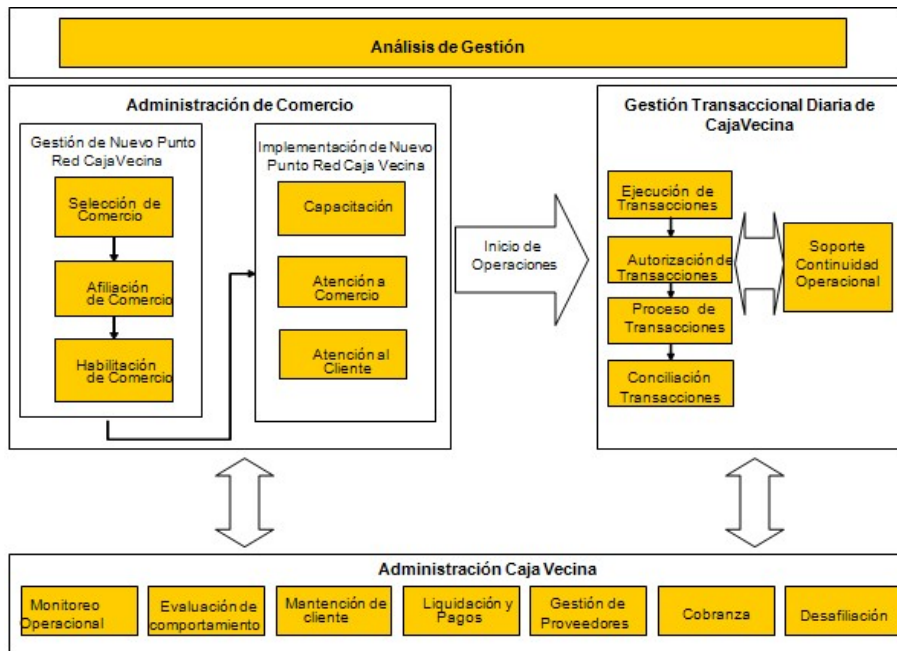 Análisis de Gestión
Administración de Comercio
Gestión de Nuevo Punto
Red CajaVecina
Selección de
Comercio
Afiliación
de Comercio
Habilitación
de Comercio
Implementación de Nuevo
Punto Red Caja Vecina
Capacitación
Atención a
Comercio
Atención al
Cliente
Inicio de
Operaciones
Gestión Transaccional Diaria de
CajaVecina
Ejecución de
Transacciones
Autorización de
Transacciones
Proceso de
Transacciones
Conciliación
Transacciones
Soporte
Continuidad
Operacional
Administración Caja Vecina
Monitoreo
Operacional
Evaluación de
comportamiento
Mantención de
cliente
Liquidación y
Pagos
Gestión de
Proveedores
Cobranza
Desafiliación